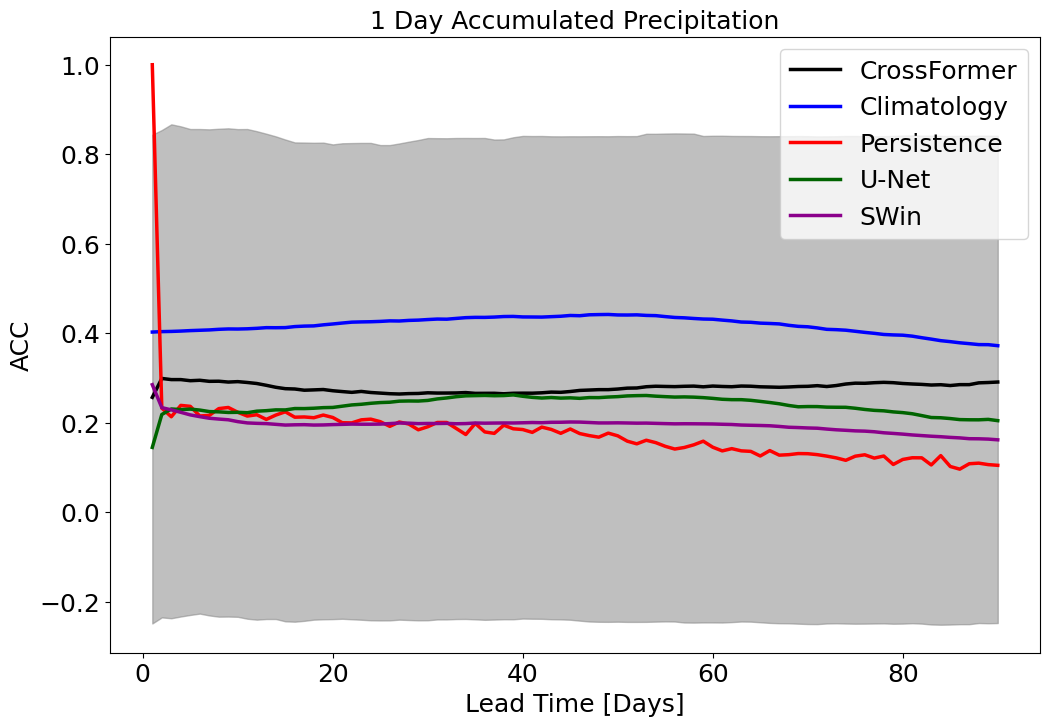 1 Day Accumulated Precipitation
CrossFormer
Climatology
Persistence
U-Net
SWin
ACC
1.0
0.8
0.6
0.4
0.2
0.0
−0.2
0
20
40
60
80
Lead Time [Days]